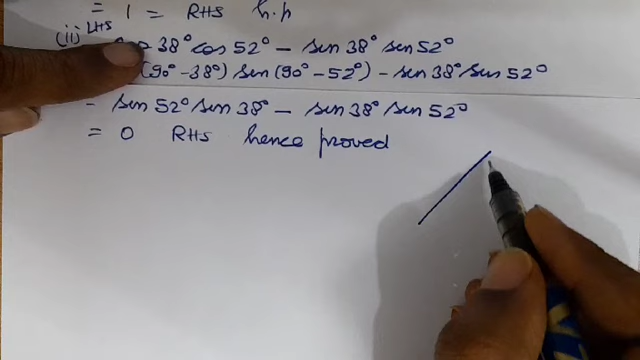 = 1 = RHS h.p
(ii) LHS 38° cos 52° - sin 38° sin 52°
(90° - 38°) sin (90° - 52°) - sin 38° sin 52°
= sin 52° sin 38° - sin 38° sin 52°
= 0 RHS hence proved